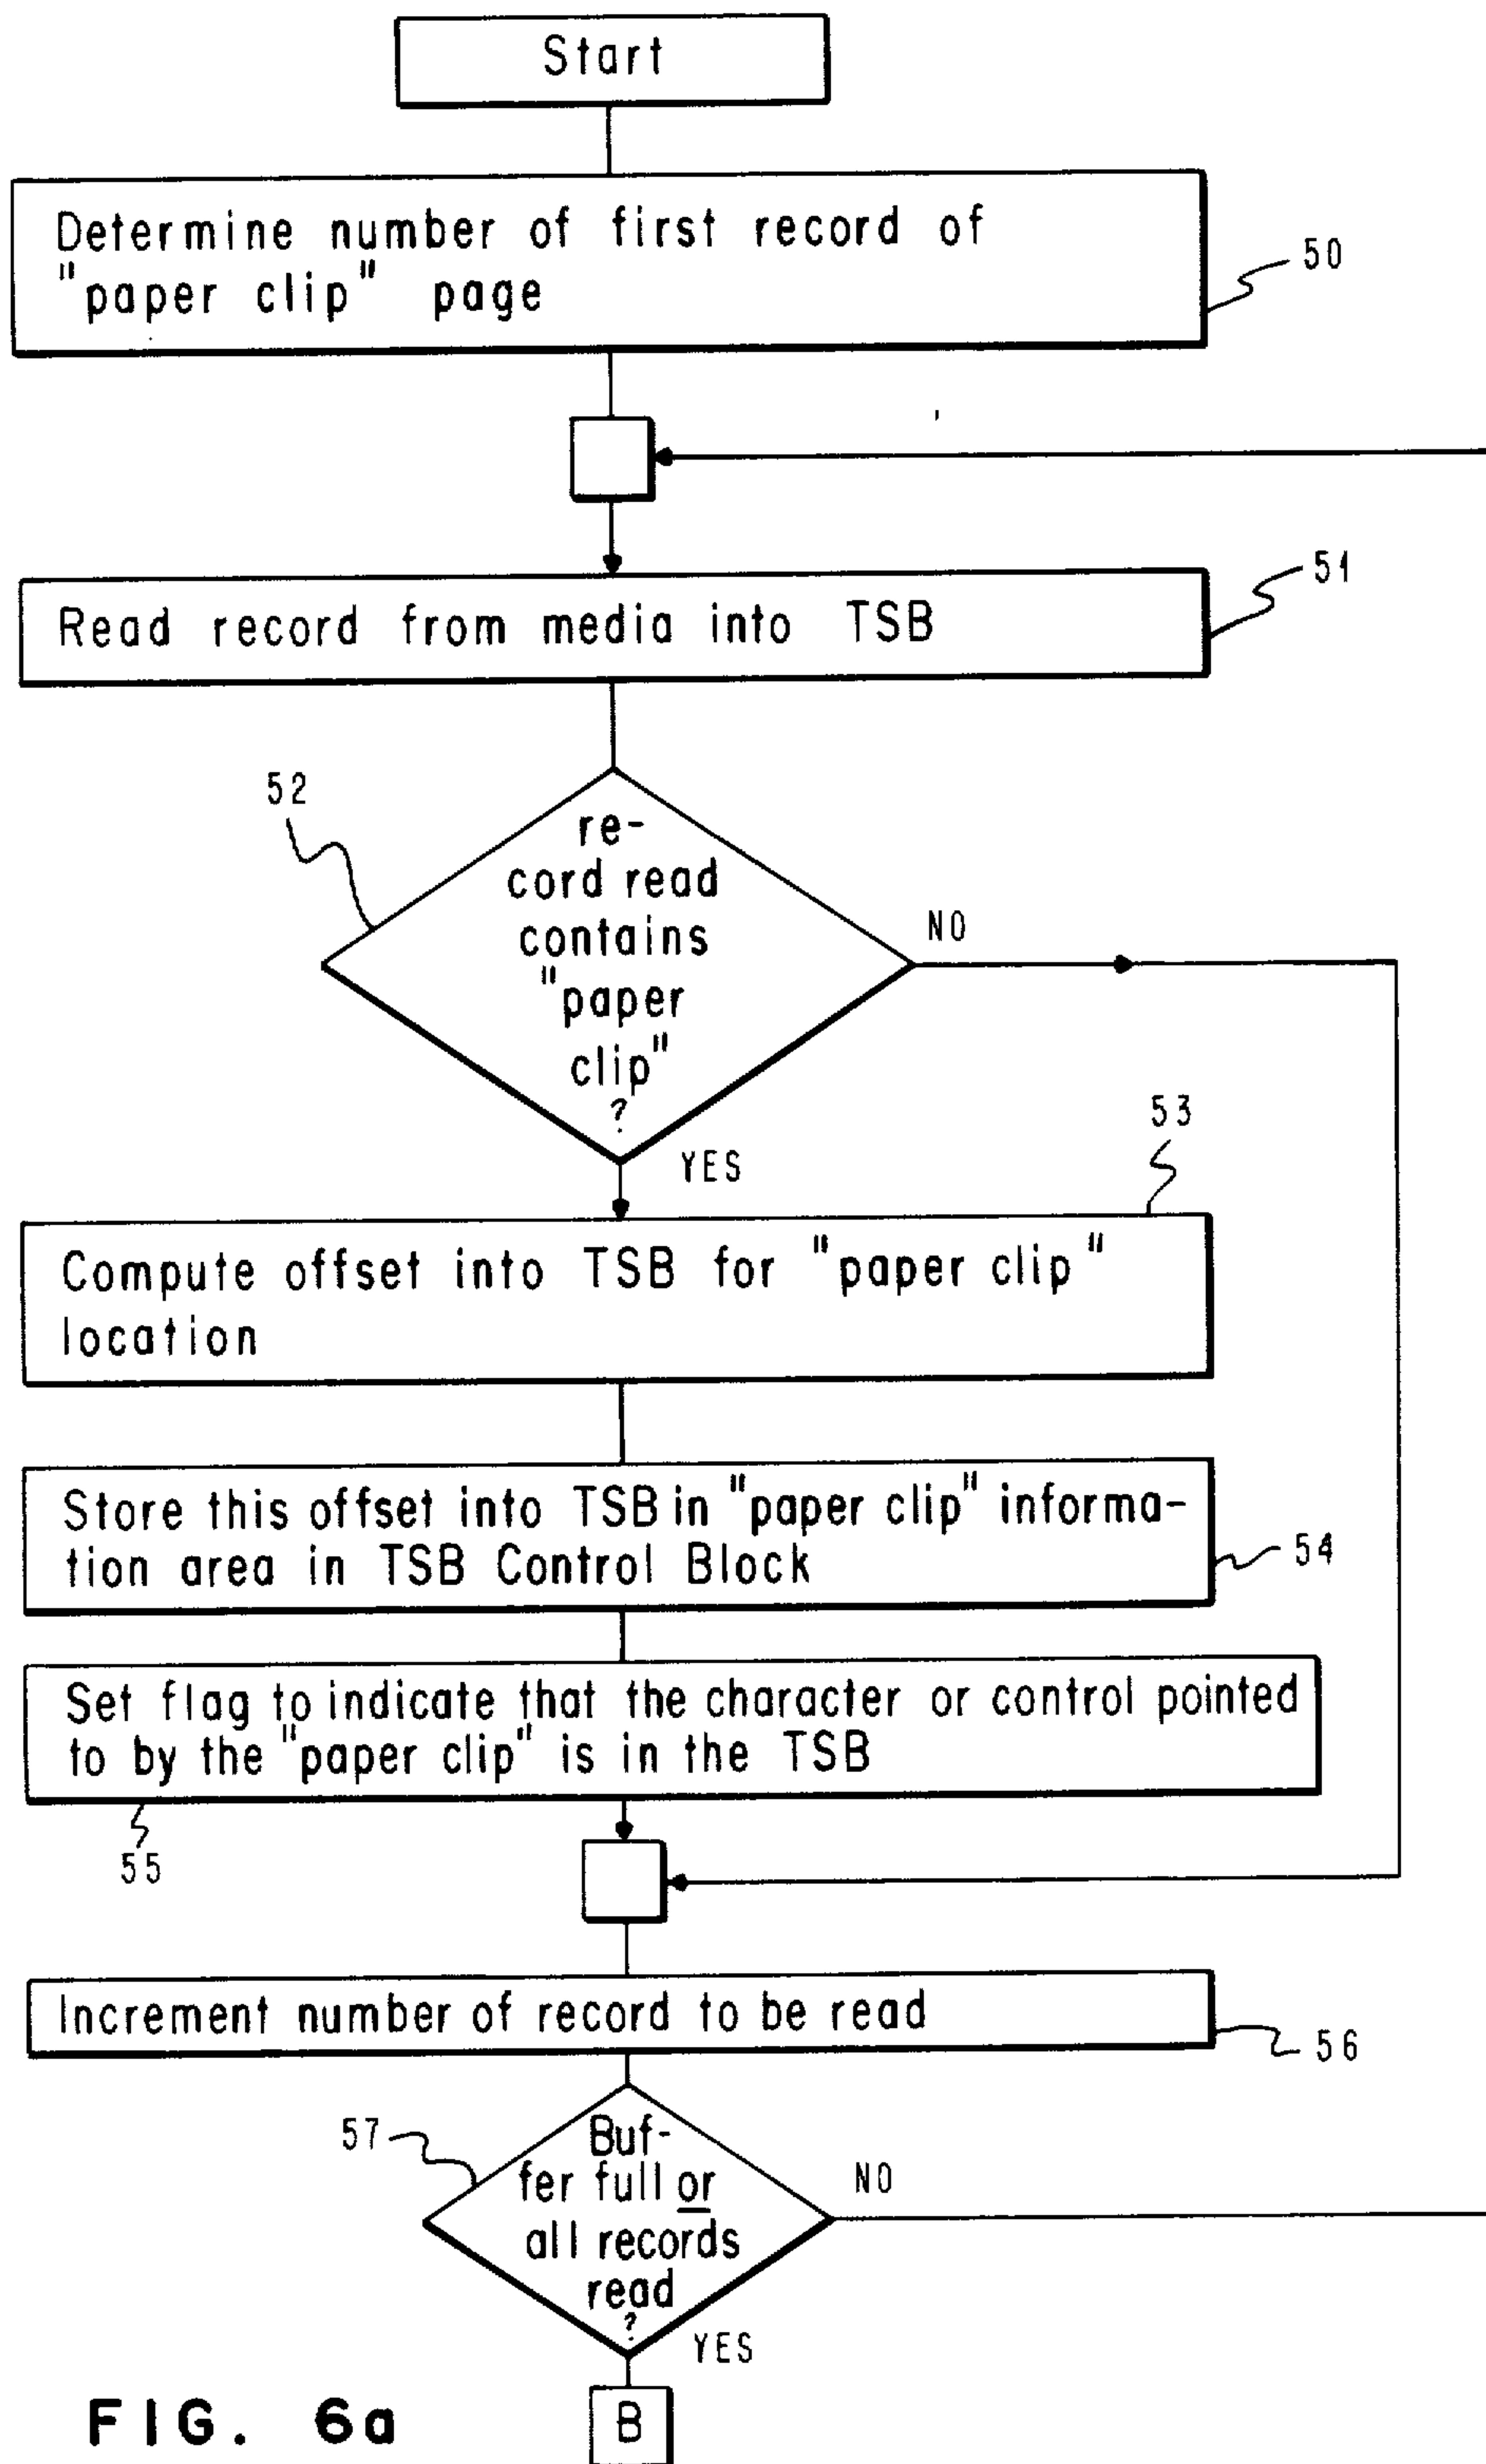 Start
Determine number of first record of
"paper clip" page
50
Read record from media into TSB
51
52
re-
cord read
contains
"paper
clip"
?
NO
YES
53
Compute offset into TSB for "paper clip"
location
Store this offset into TSB in "paper clip" informa-
tion area in TSB Control Block
54
Set flag to indicate that the character or control pointed
to by the "paper clip" is in the TSB
55
Increment number of record to be read
56
57
Buf-
fer full or
all records
read
?
NO
YES
B
FIG. 6a